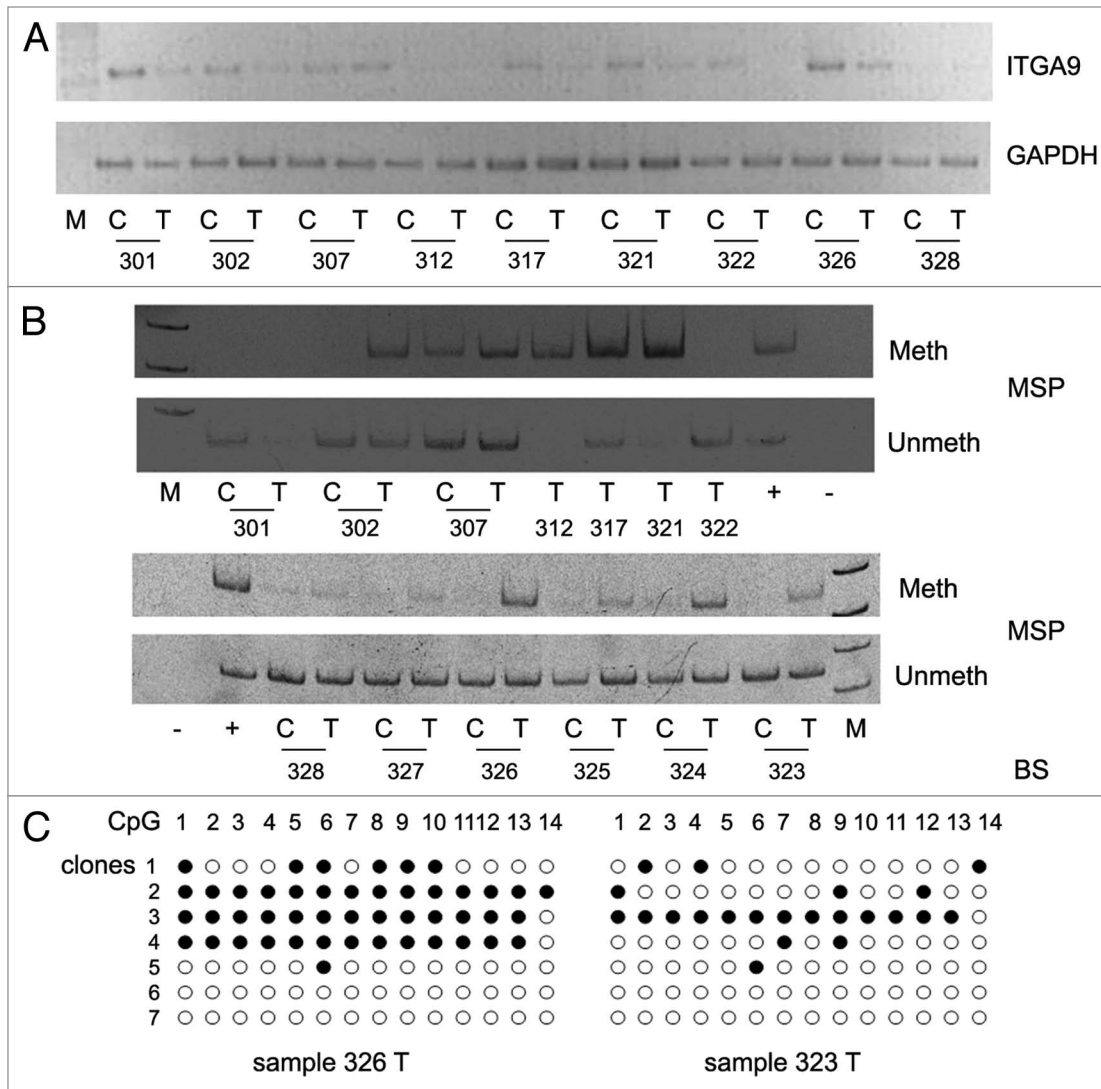 A
ITGA9
GAPDH
M C T C T C T C T C T C T C T C T C T
301 302 307 312 317 321 322 326 328
B
Meth
MSP
Unmeth
M C T C T C T T T T T + -
301 302 307 312 317 321 322
Meth
MSP
Unmeth
- + C T C T C T C T C T C T M
328 327 326 325 324 323
BS
C
CpG 1 2 3 4 5 6 7 8 9 10 11 12 13 14 1 2 3 4 5 6 7 8 9 10 11 12 13 14
clones 1
2
3
4
5
6
7
sample 326 T sample 323 T